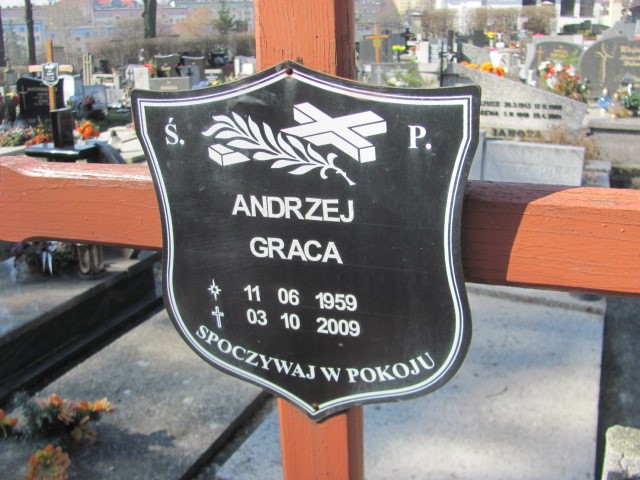 Ś. P.
ANDRZEJ
GRACA
11 06 1959
03 10 2009
SPOCZYWAJ W POKOJU